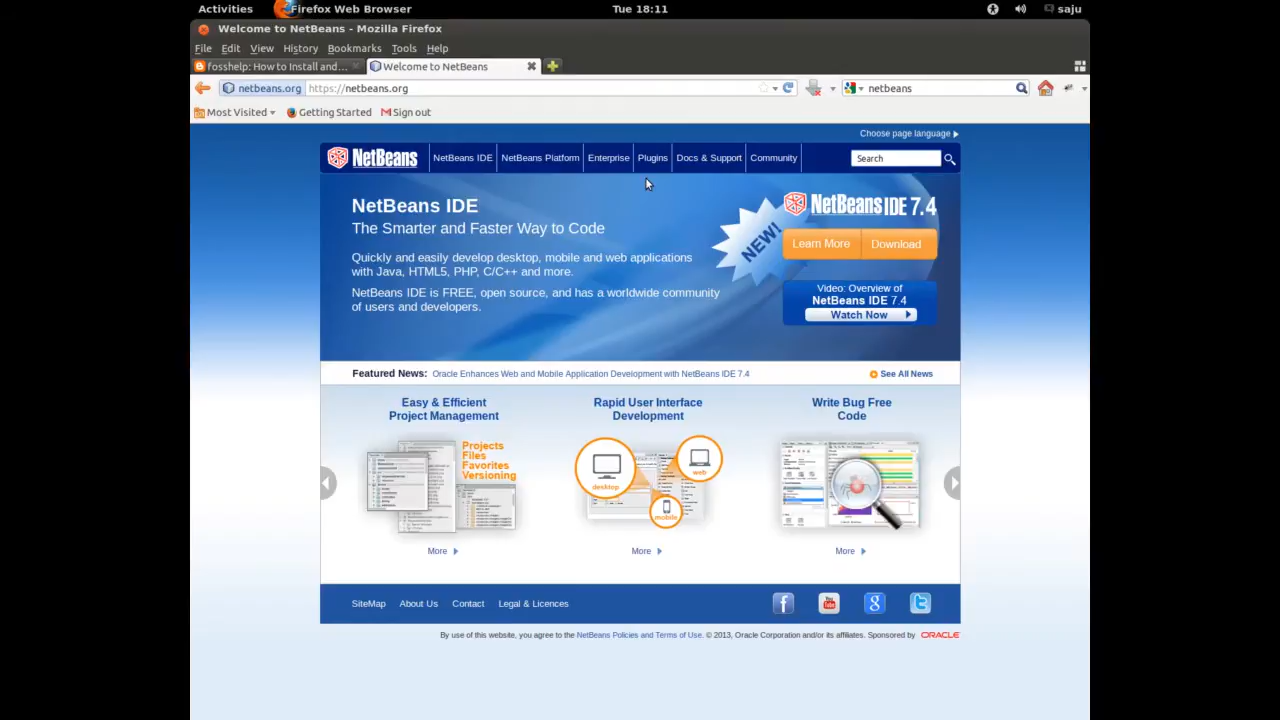 Activities
Firefox Web Browser
Tue 18:11
saju
Welcome to NetBeans - Mozilla Firefox
File Edit View History Bookmarks Tools Help
fosshelp: How to Install and...
Welcome to NetBeans
netbeans.org
https://netbeans.org
netbeans
Most Visited
Getting Started
Sign out
Choose page language
NetBeans
NetBeans IDE
NetBeans Platform
Enterprise
Plugins
Docs & Support
Community
Search
NetBeans IDE
The Smarter and Faster Way to Code
Quickly and easily develop desktop, mobile and web applications
with Java, HTML5, PHP, C/C++ and more.
NetBeans IDE is FREE, open source, and has a worldwide community
of users and developers.
NEW!
NetBeans IDE 7.4
Learn More
Download
Video: Overview of
NetBeans IDE 7.4
Watch Now
Featured News: Oracle Enhances Web and Mobile Application Development with NetBeans IDE 7.4
See All News
Easy & Efficient
Project Management
Projects
Files
Favorites
Versioning
More
Rapid User Interface
Development
desktop
web
mobile
More
Write Bug Free
Code
More
SiteMap
About Us
Contact
Legal & Licences
By use of this website, you agree to the NetBeans Policies and Terms of Use. © 2013, Oracle Corporation and/or its affiliates. Sponsored by ORACLE